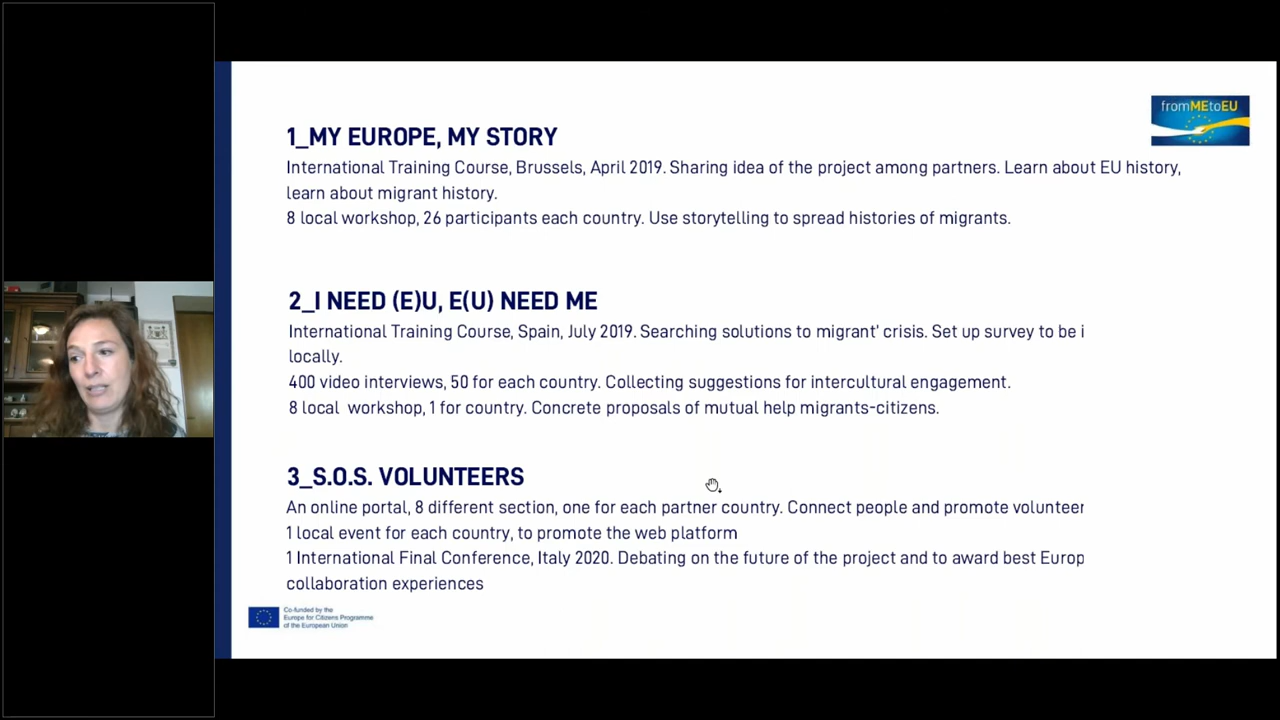 fromMEtoEU
1_MY EUROPE, MY STORY
International Training Course, Brussels, April 2019. Sharing idea of the project among partners. Learn about EU history,
learn about migrant history.
8 local workshop, 26 participants each country. Use storytelling to spread histories of migrants.
2_I NEED (E)U, E(U) NEED ME
International Training Course, Spain, July 2019. Searching solutions to migrant' crisis. Set up survey to be i
locally.
400 video interviews, 50 for each country. Collecting suggestions for intercultural engagement.
8 local workshop, 1 for country. Concrete proposals of mutual help migrants-citizens.
3_S.O.S. VOLUNTEERS
An online portal, 8 different section, one for each partner country. Connect people and promote volunteer
1 local event for each country, to promote the web platform
1 International Final Conference, Italy 2020. Debating on the future of the project and to award best Europ
collaboration experiences
Co-funded by the
Europe for Citizens Programme
of the European Union